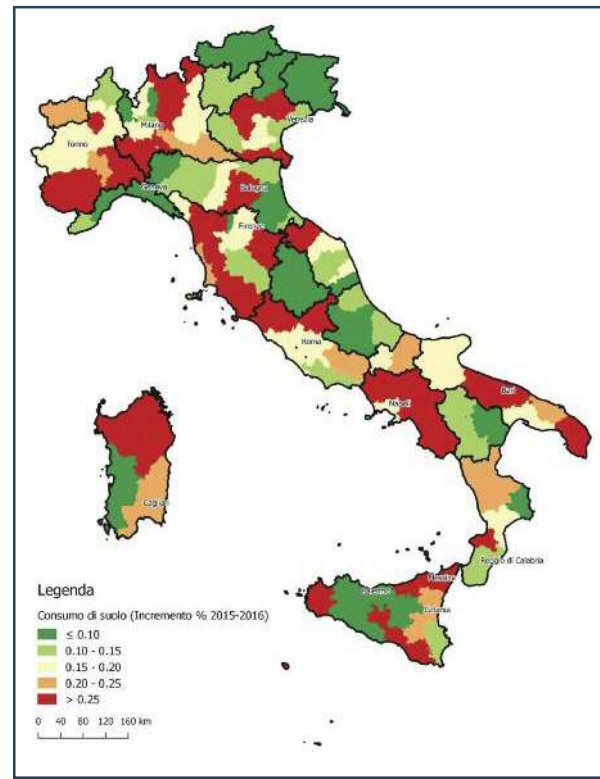 Venezia
Milano
Torino
Genova
Bologna
Firenze
Roma
Bari
Napoli
Cagliari
Reggio di Calabria
Messina
Palermo
Catania
Legenda
Consumo di suolo (Incremento % 2015-2016)
≤ 0.10
0.10 - 0.15
0.15 - 0.20
0.20 - 0.25
> 0.25
0 40 80 120 160 km